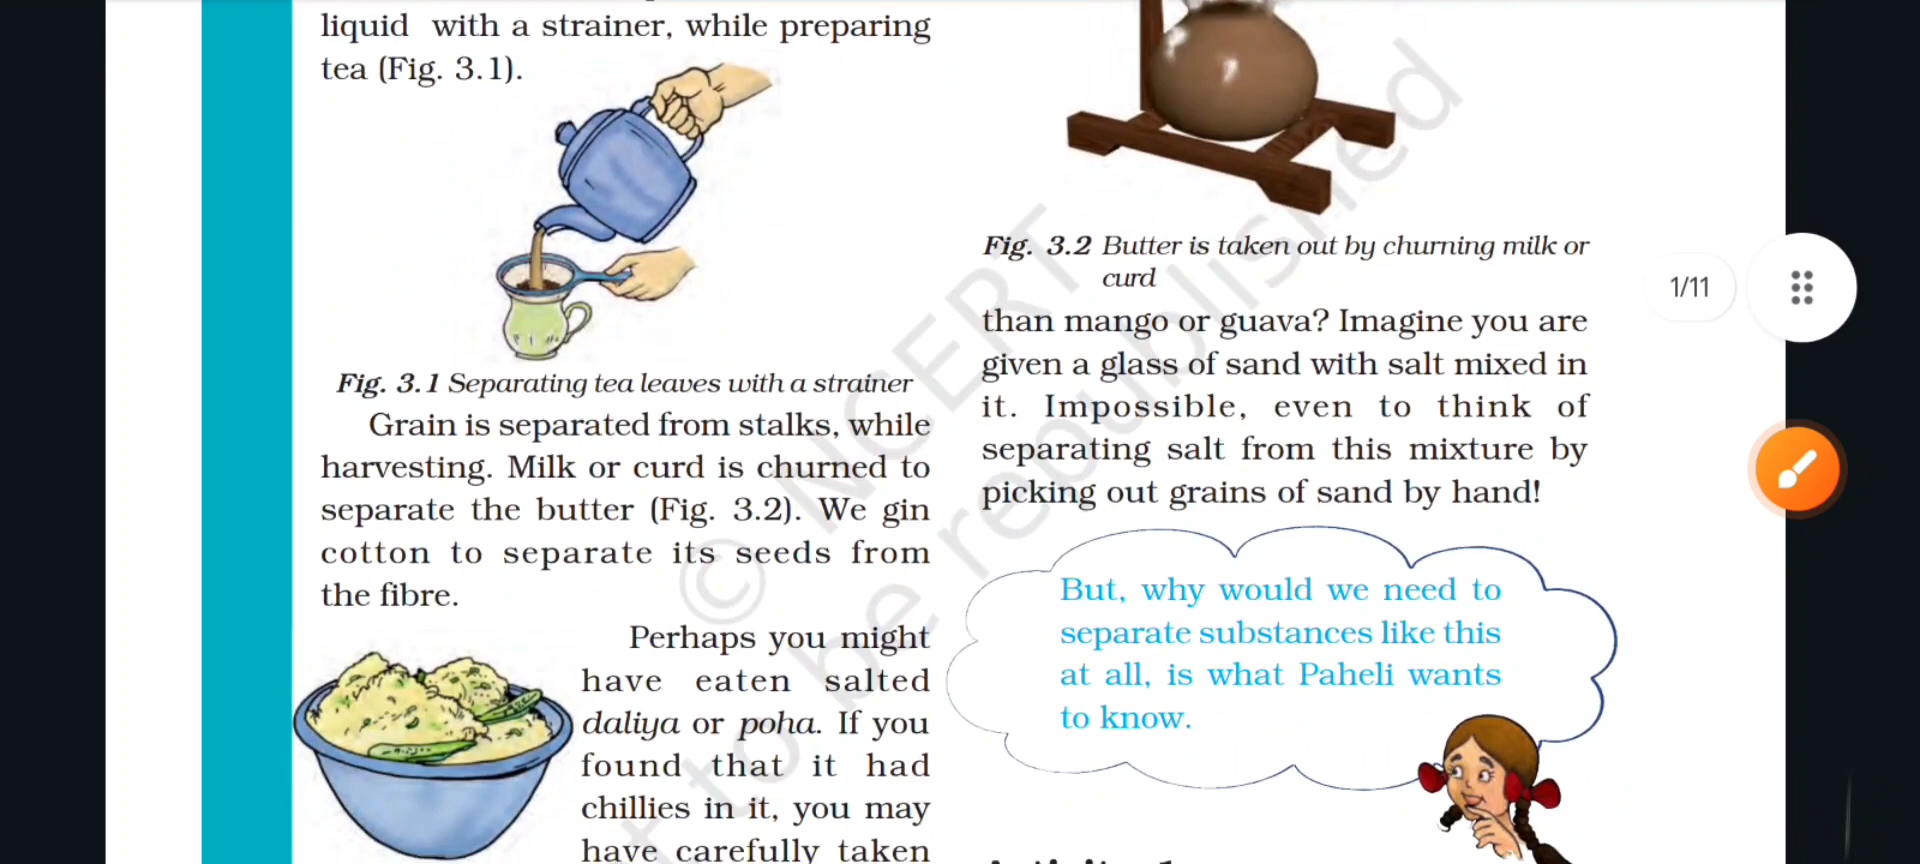 liquid with a strainer, while preparing
tea (Fig. 3.1).
Fig. 3.1 Separating tea leaves with a strainer
Grain is separated from stalks, while
harvesting. Milk or curd is churned to
separate the butter (Fig. 3.2). We gin
cotton to separate its seeds from
the fibre.
Perhaps you might
have eaten salted
daliya or poha. If you
found that it had
chillies in it, you may
have carefully taken
Fig. 3.2 Butter is taken out by churning milk or
curd
than mango or guava? Imagine you are
given a glass of sand with salt mixed in
it. Impossible, even to think of
separating salt from this mixture by
picking out grains of sand by hand!
But, why would we need to
separate substances like this
at all, is what Paheli wants
to know.
© NCERT
to be republished
1/11